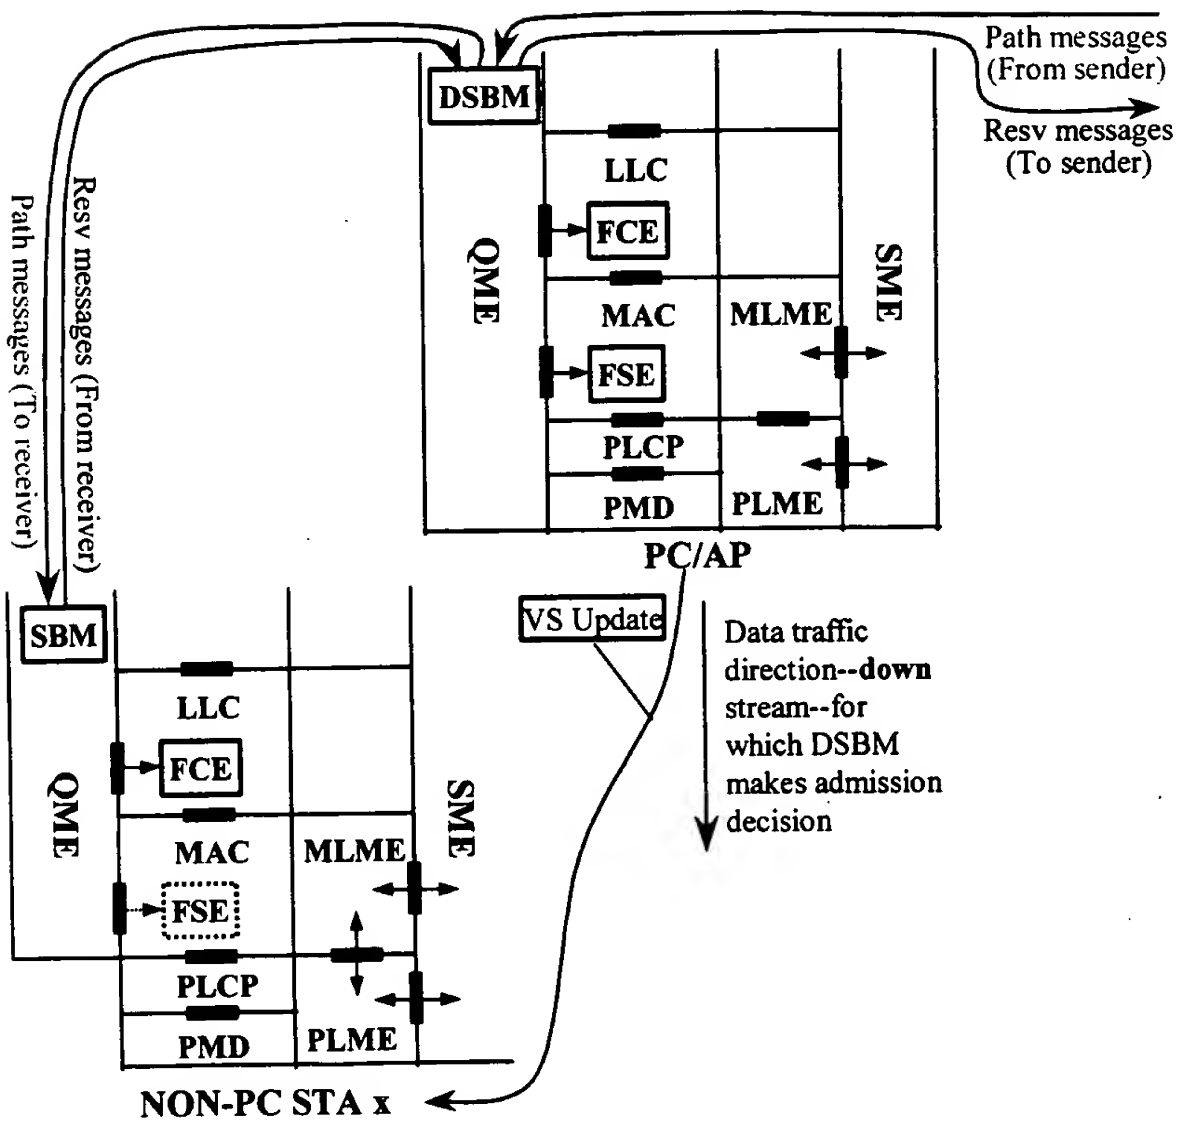 Path messages
(From sender)
DSBM
Resv messages
(To sender)
LLC
FCE
QME
SME
MAC
MLME
FSE
PLCP
PMD
PLME
PC/AP
Path messages (To receiver)
Resv messages (From receiver)
VS Update
Data traffic
direction--down
stream--for
which DSBM
makes admission
decision
SBM
LLC
FCE
QME
SME
MAC
MLME
FSE
PLCP
PMD
PLME
NON-PC STA x